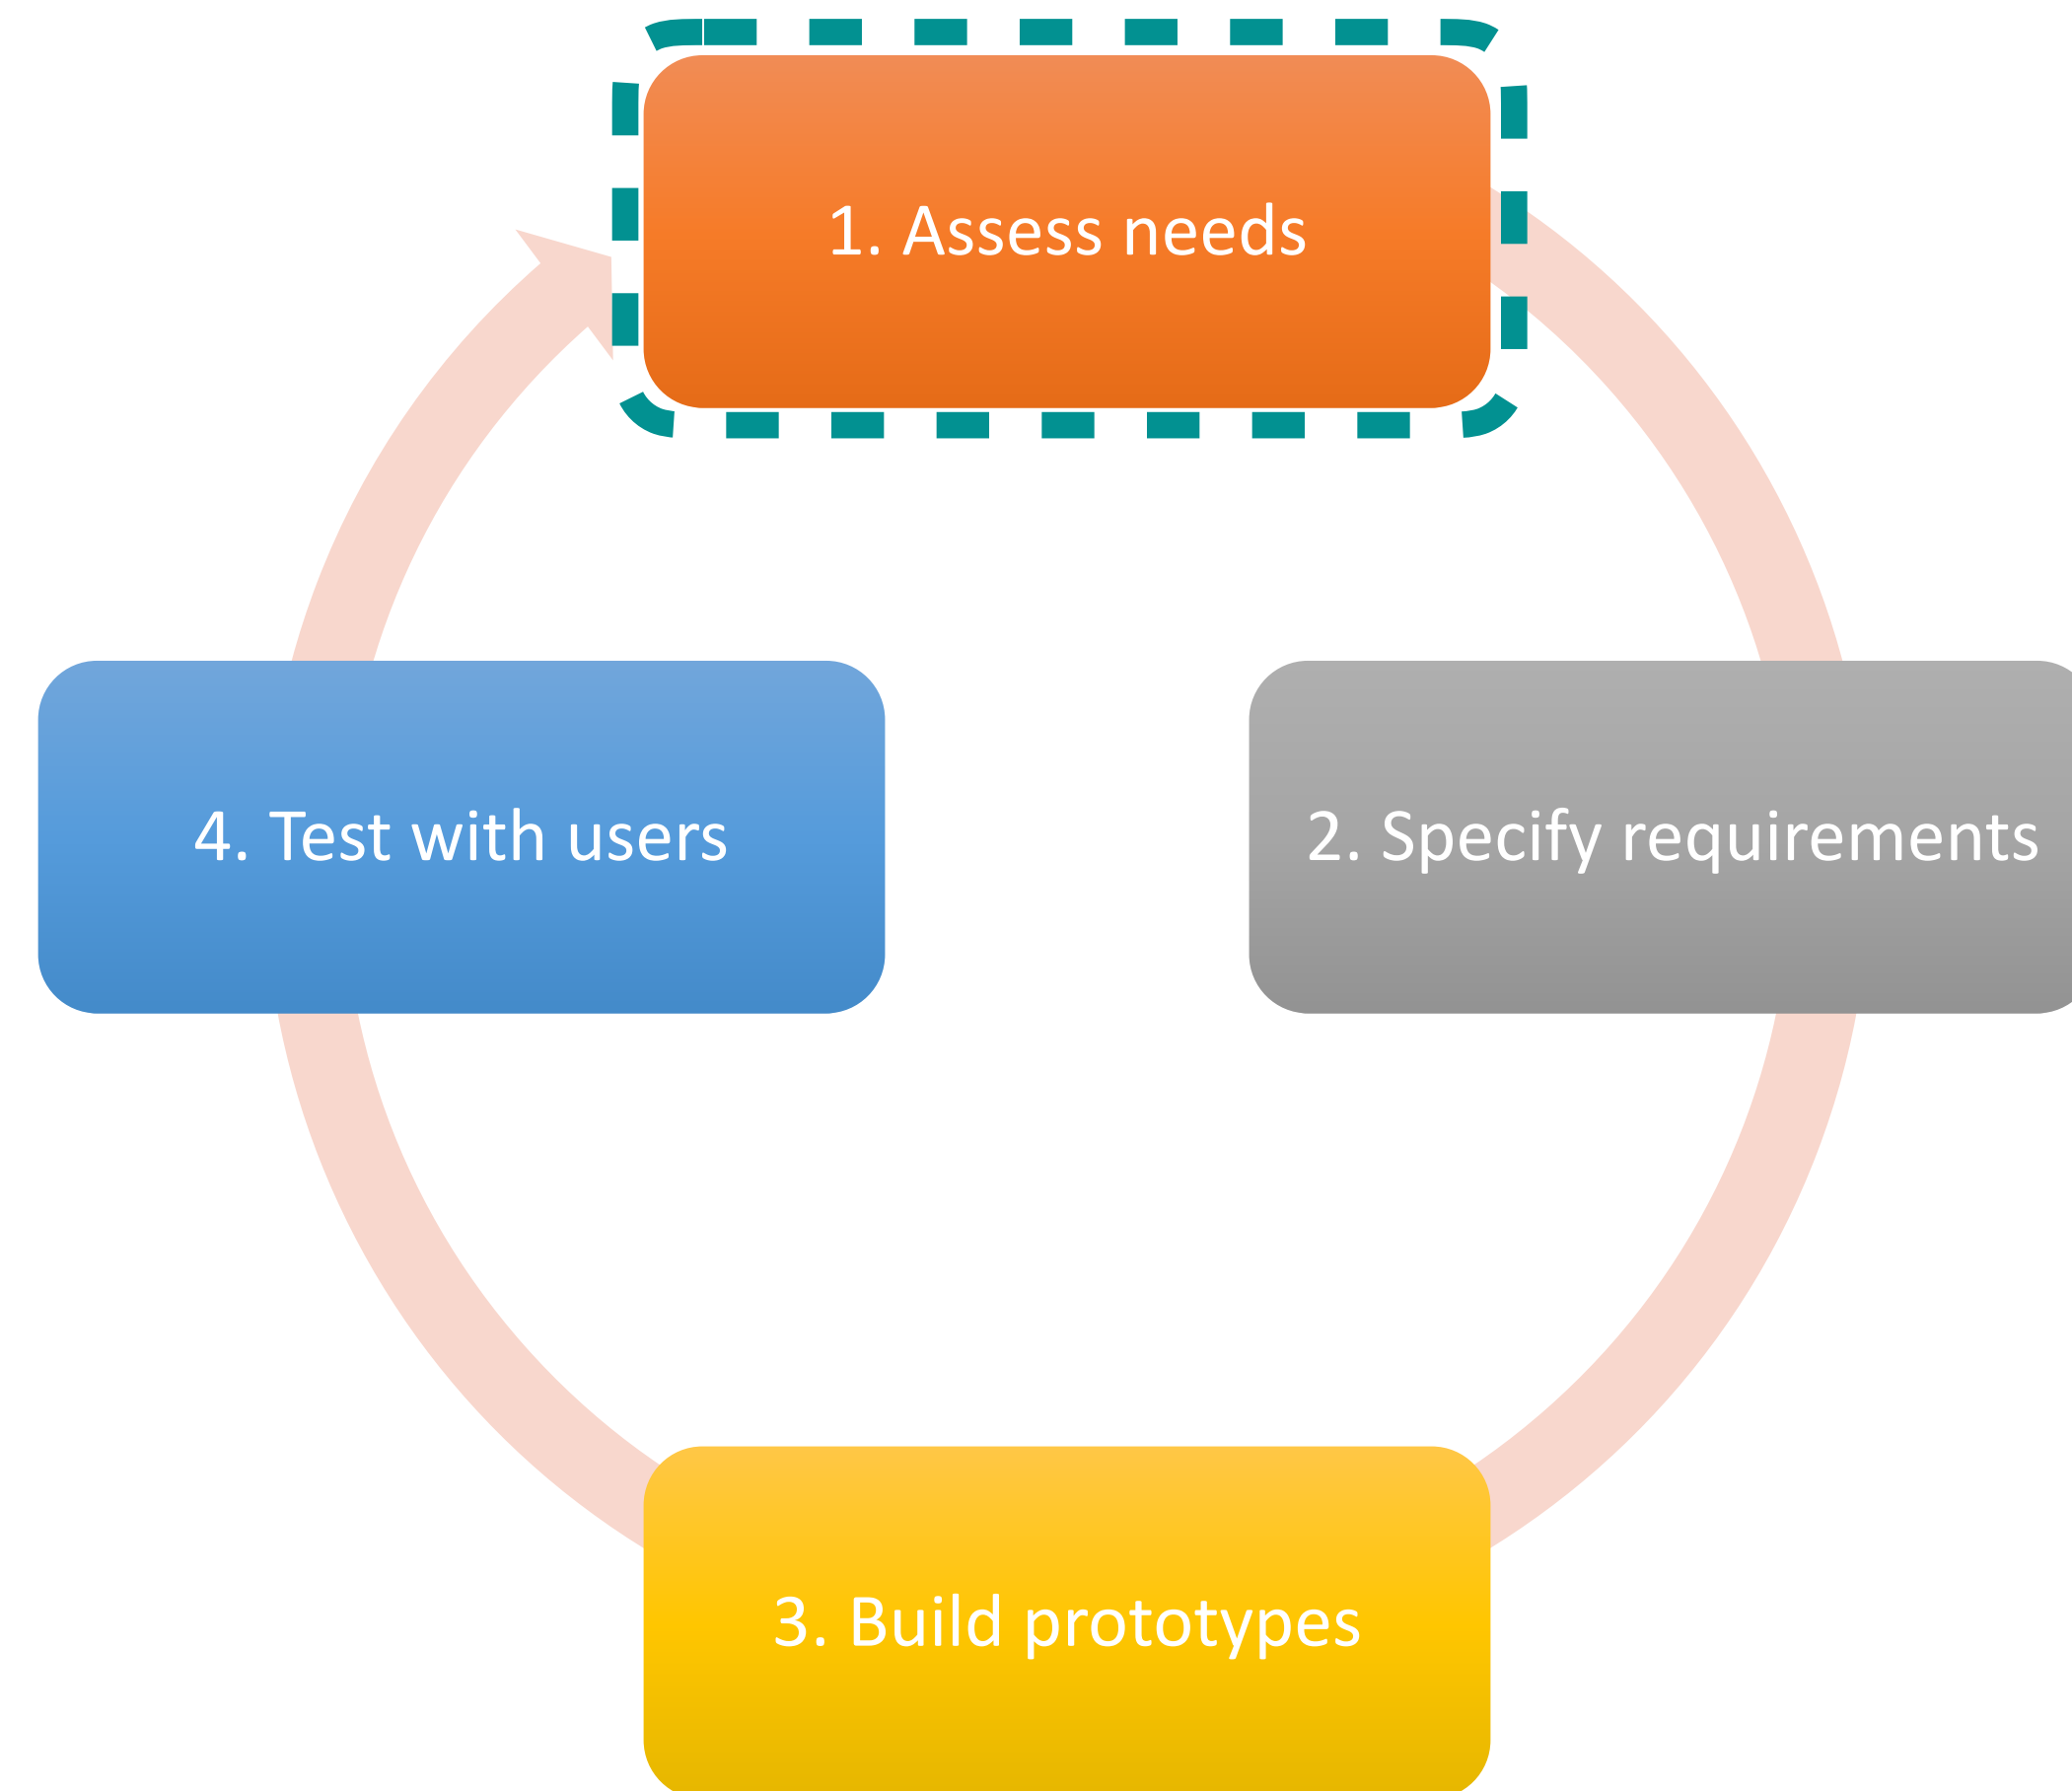 1. Assess needs
2. Specify requirements
3. Build prototypes
4. Test with users